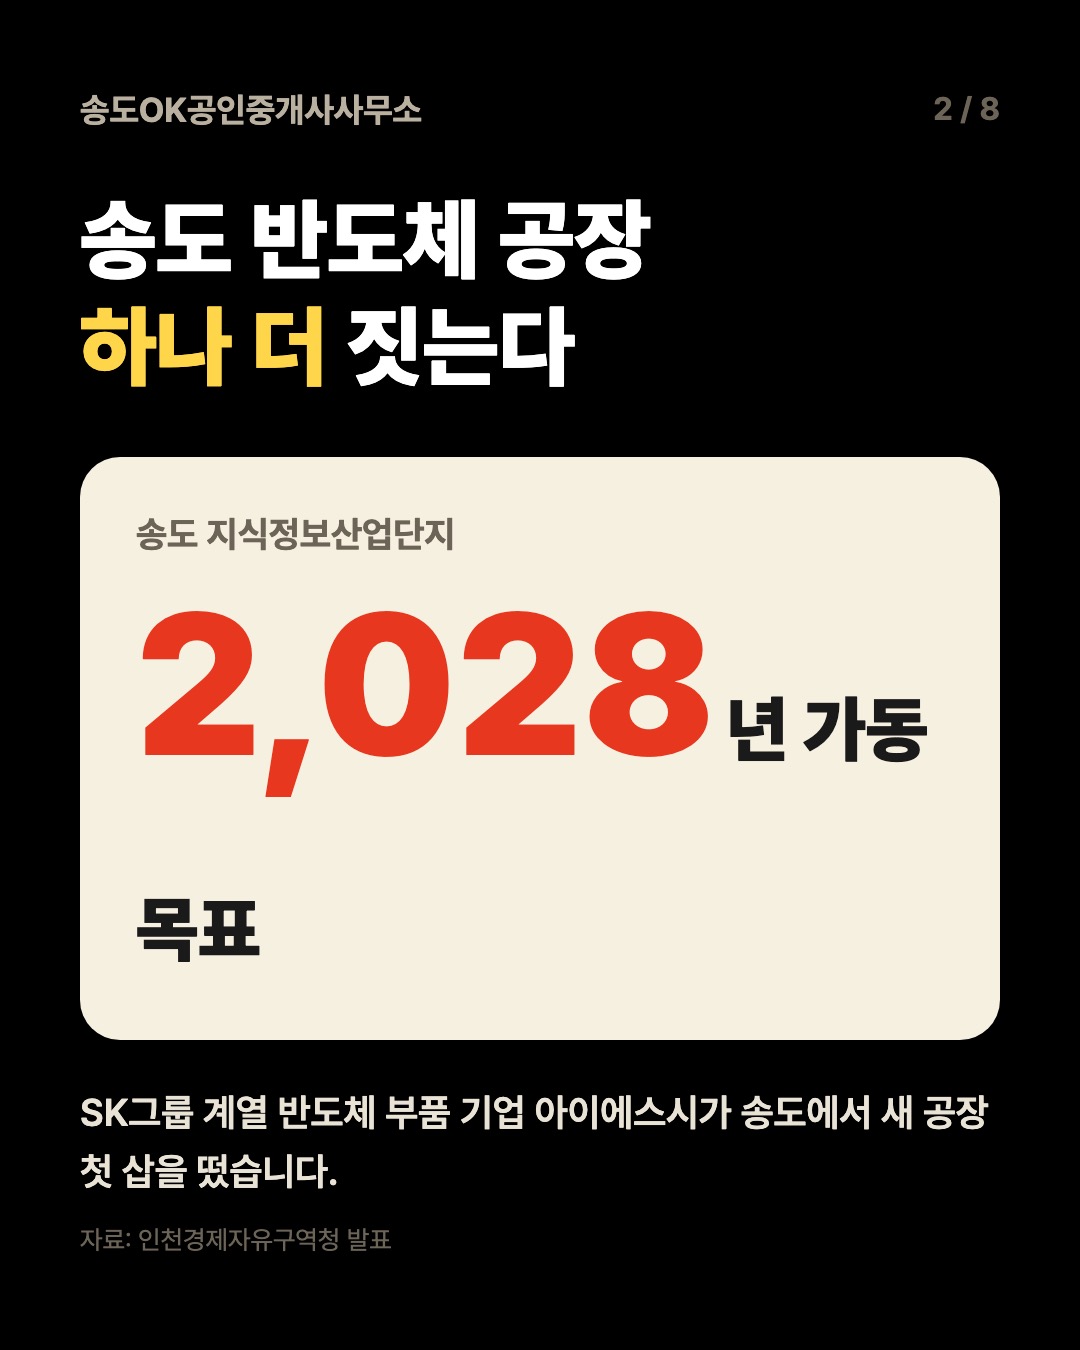 송도OK공인중개사사무소
2 / 8
송도 반도체 공장
하나 더 짓는다
송도 지식정보산업단지
2,028년 가동
목표
SK그룹 계열 반도체 부품 기업 아이에스시가 송도에서 새 공장
첫 삽을 떴습니다.
자료: 인천경제자유구역청 발표